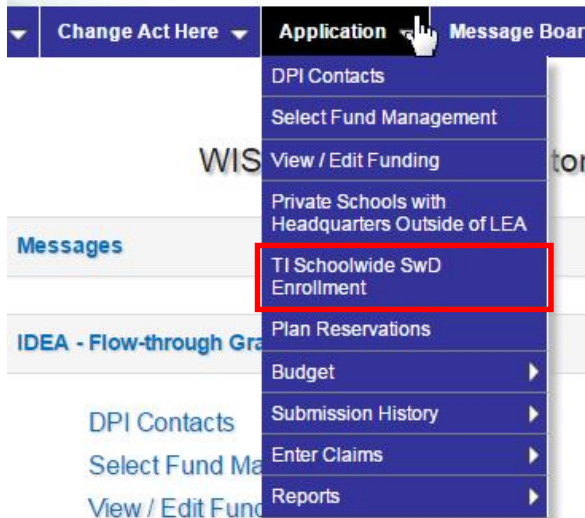 Change Act Here Application Message Boar
DPI Contacts
Select Fund Management
WIS
View / Edit Funding
tor
Private Schools with
Headquarters Outside of LEA
Messages
TI Schoolwide SwD
Enrollment
Plan Reservations
IDEA - Flow-through Gra
Budget
DPI Contacts
Submission History
Select Fund Ma
Enter Claims
View / Edit Fund
Reports